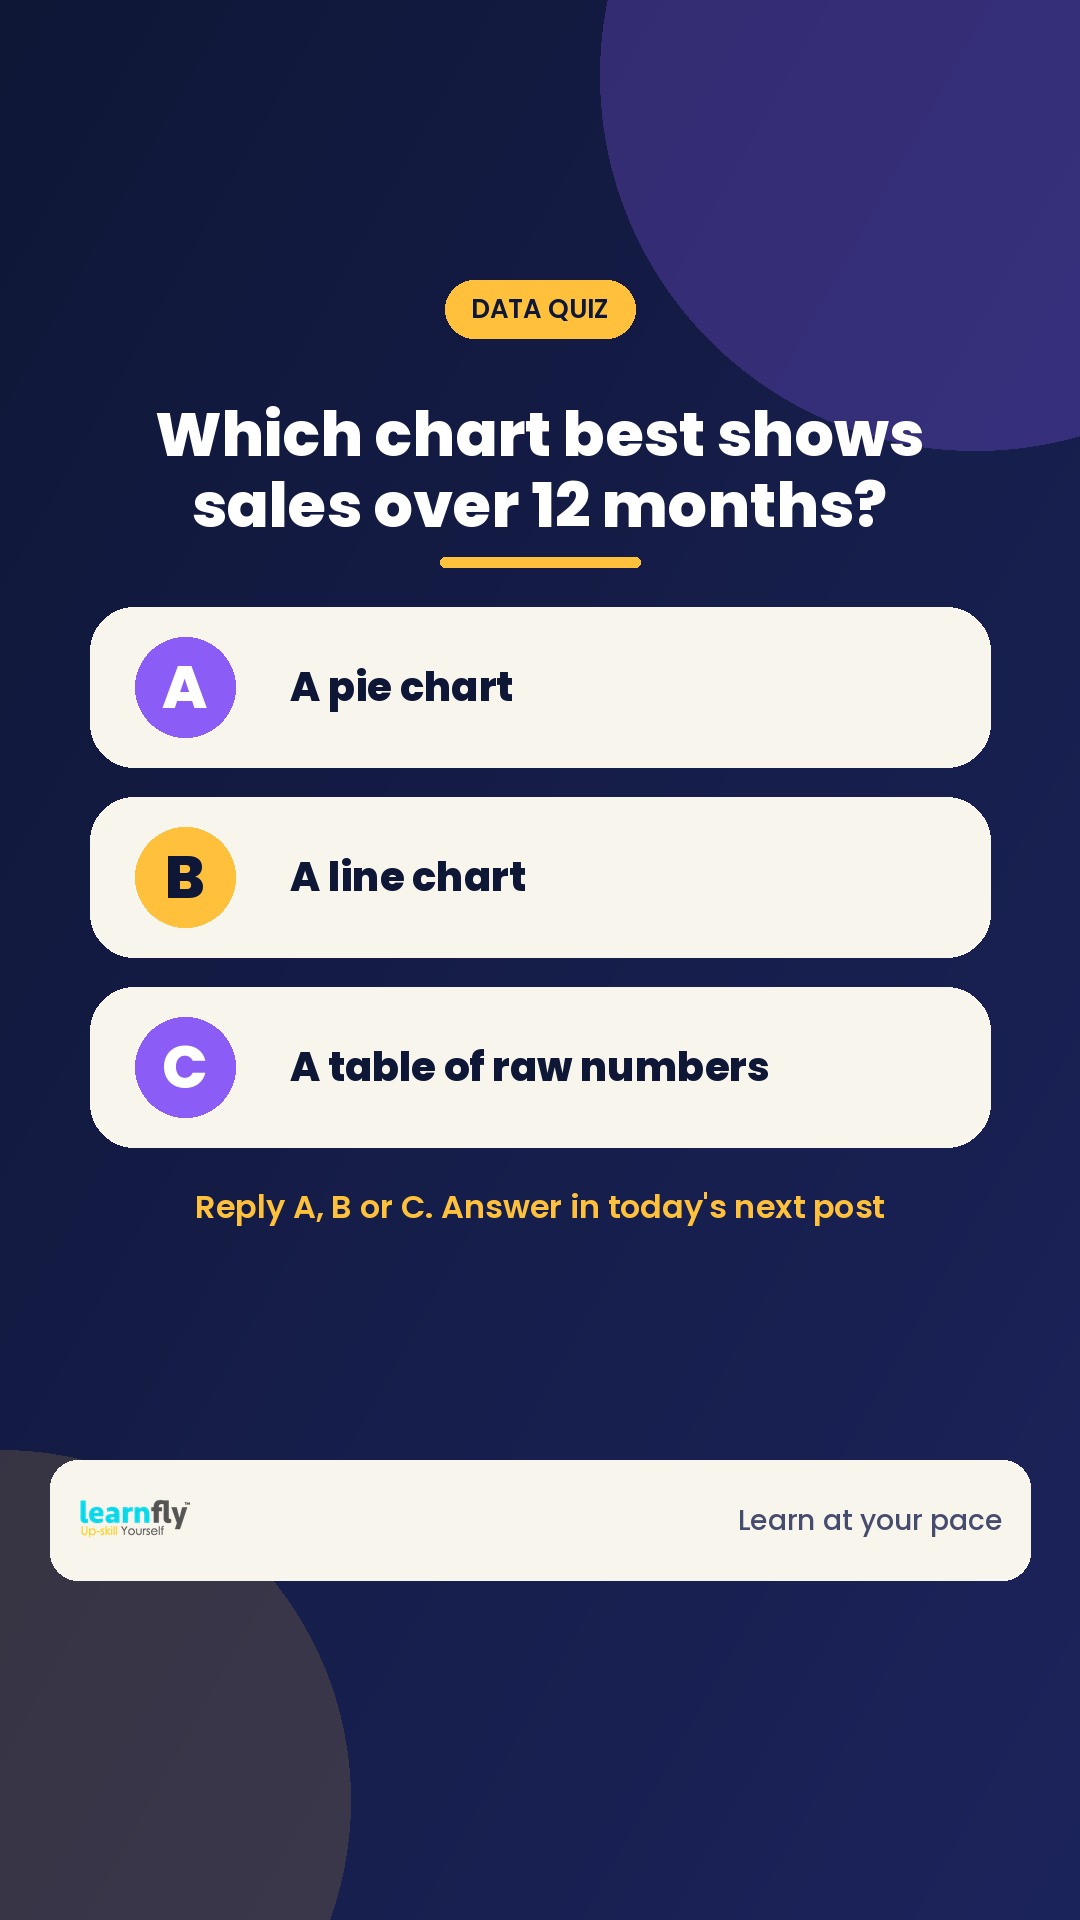 DATA QUIZ
Which chart best shows
sales over 12 months?
A
A pie chart
B
A line chart
C
A table of raw numbers
Reply A, B or C. Answer in today's next post
learnfly™
Up-skill Yourself
Learn at your pace